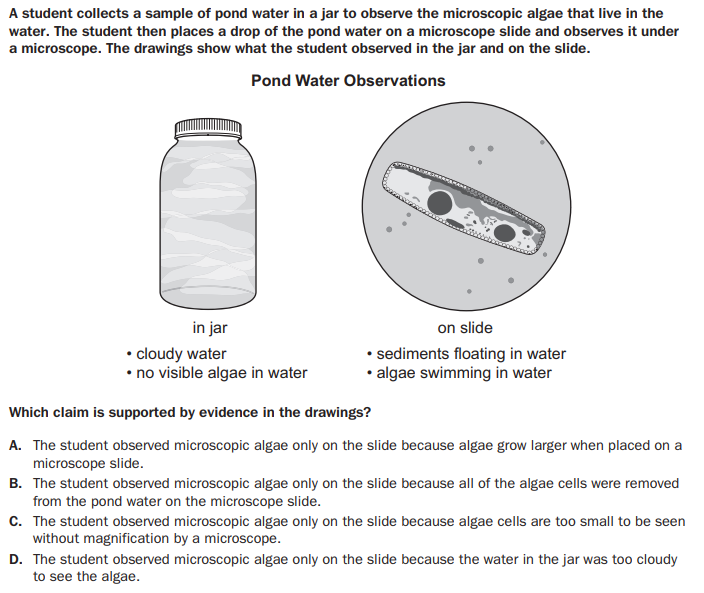 A student collects a sample of pond water in a jar to observe the microscopic algae that live in the
water. The student then places a drop of the pond water on a microscope slide and observes it under
a microscope. The drawings show what the student observed in the jar and on the slide.
Pond Water Observations
in jar
• cloudy water
• no visible algae in water
on slide
• sediments floating in water
• algae swimming in water
Which claim is supported by evidence in the drawings?
A. The student observed microscopic algae only on the slide because algae grow larger when placed on a
microscope slide.
B. The student observed microscopic algae only on the slide because all of the algae cells were removed
from the pond water on the microscope slide.
C. The student observed microscopic algae only on the slide because algae cells are too small to be seen
without magnification by a microscope.
D. The student observed microscopic algae only on the slide because the water in the jar was too cloudy
to see the algae.